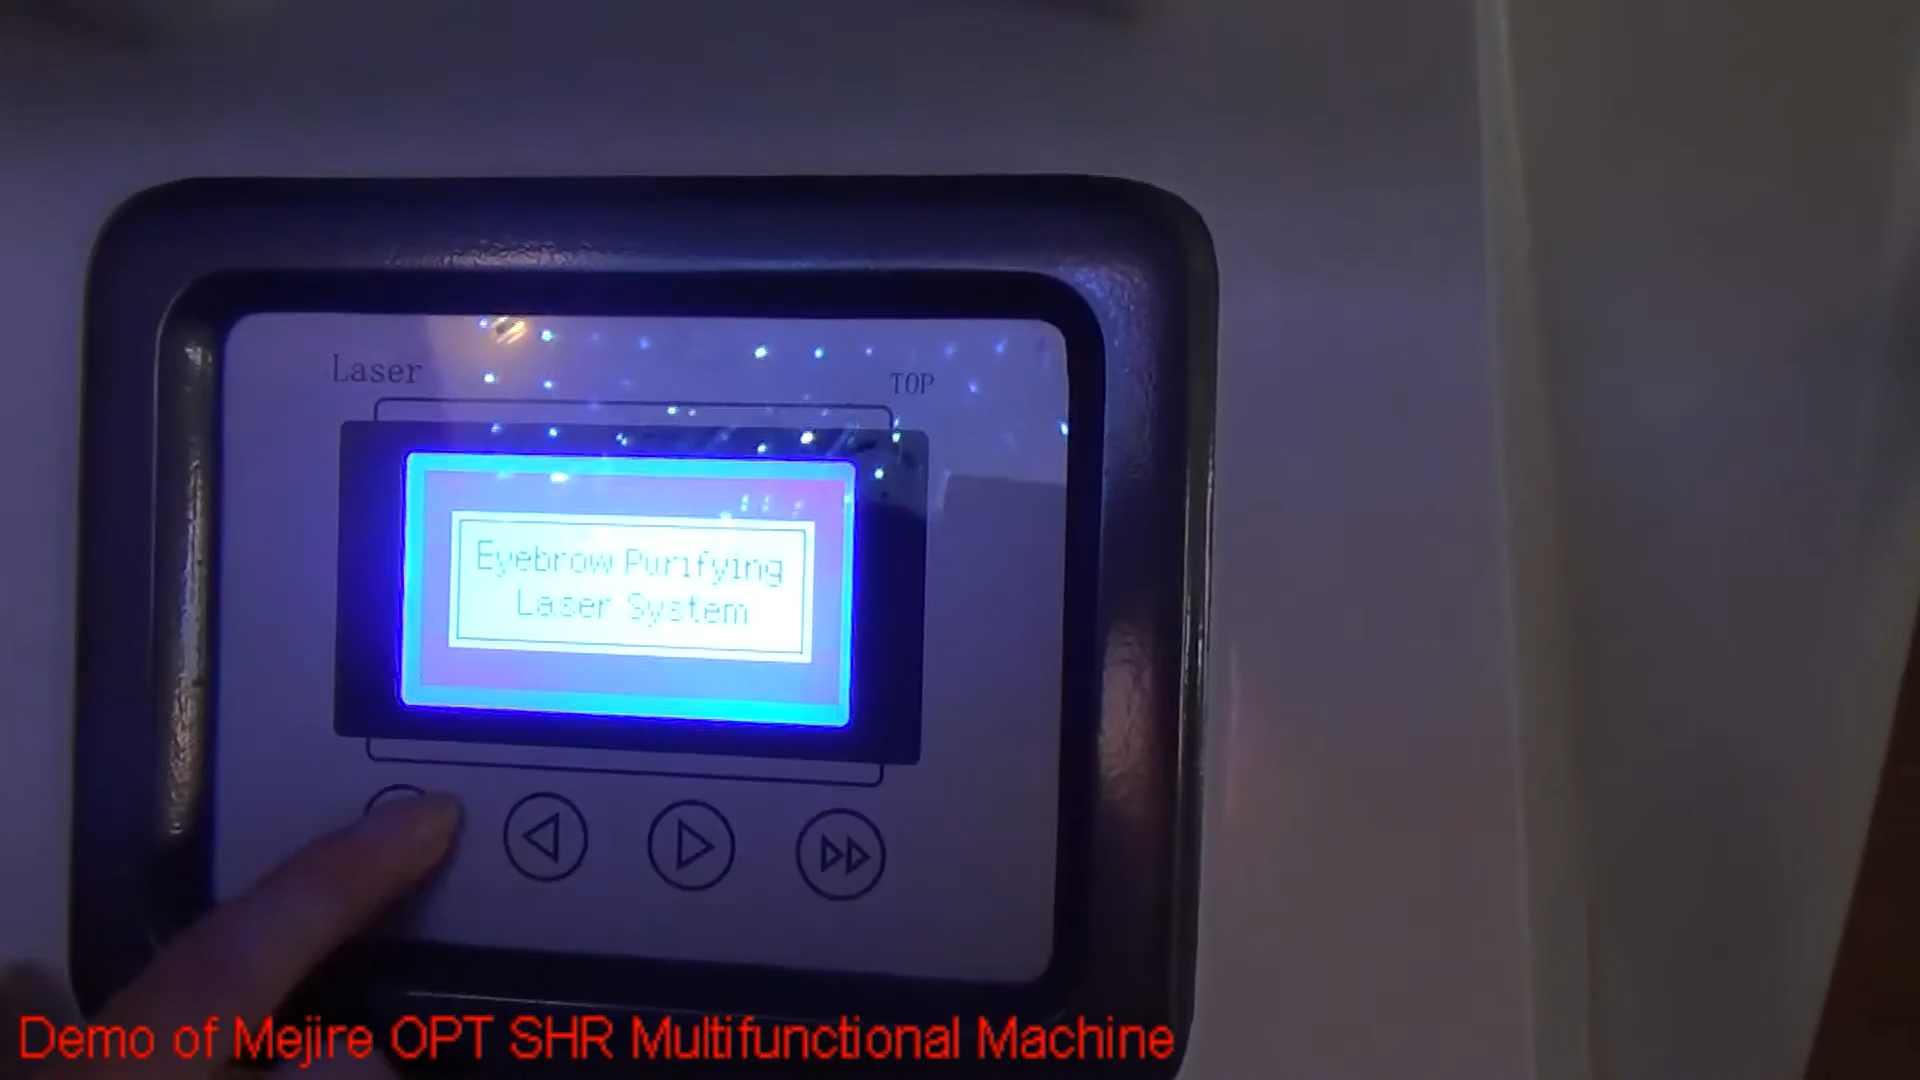 Laser
TOP
Eyebrow Purifying
Laser System
Demo of Mejire OPT SHR Multifunctional Machine